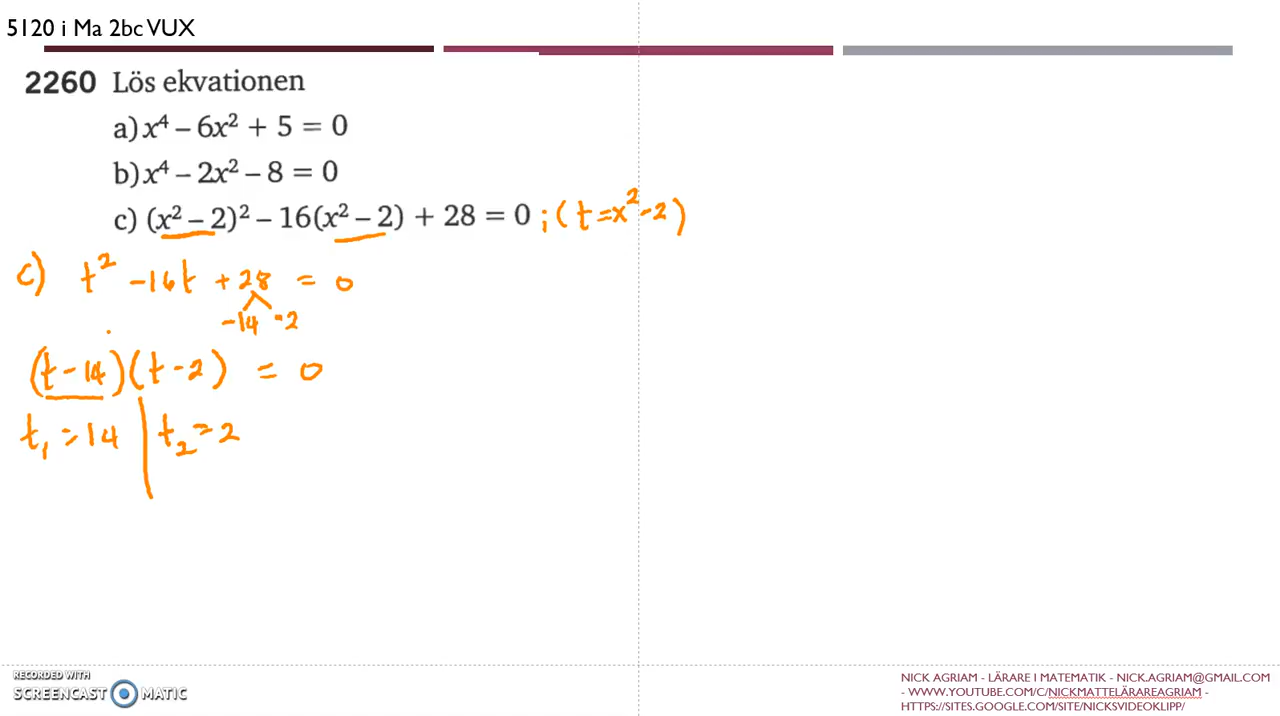 5120 i Ma 2bc VUX
2260 Lös ekvationen
a) x⁴ – 6x² + 5 = 0
b) x⁴ – 2x² – 8 = 0
c) (x² – 2)² – 16(x² – 2) + 28 = 0 ; (t = x² - 2)
c) t² - 16t + 28 = 0
-14 -2
(t - 14)(t - 2) = 0
t₁ = 14 | t₂ = 2
RECORDED WITH
SCREENCAST MATIC
NICK AGRIAM - LÄRARE I MATEMATIK - NICK.AGRIAM@GMAIL.COM
- WWW.YOUTUBE.COM/C/NICKMATTELÄRAREAGRIAM -
HTTPS://SITES.GOOGLE.COM/SITE/NICKSVIDEOKLIPP/